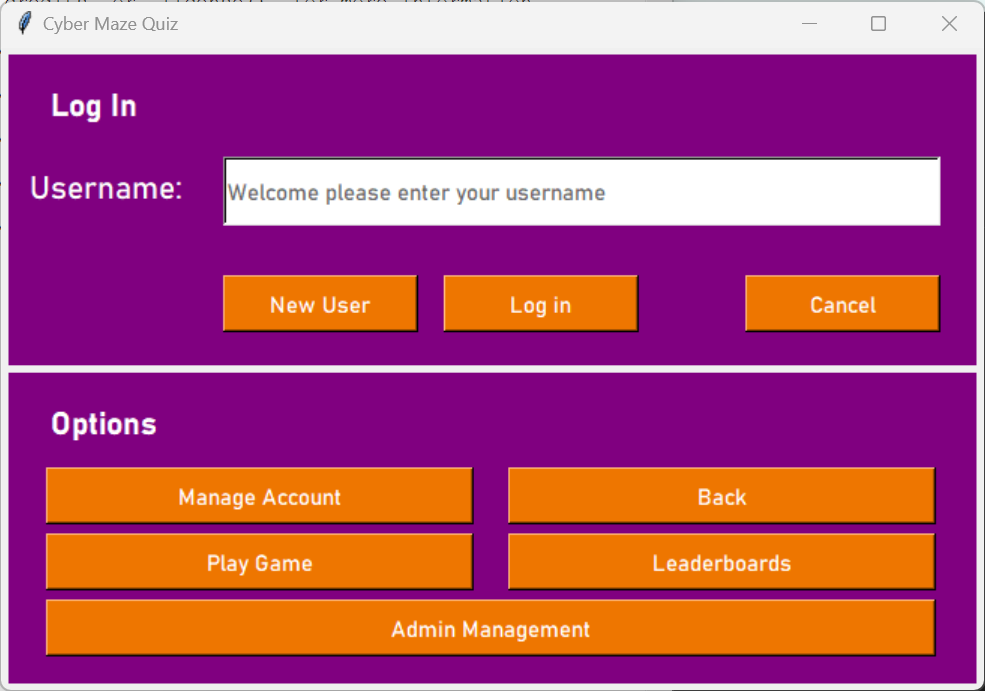 Cyber Maze Quiz
Log In
Username:
Welcome please enter your username
New User
Log in
Cancel
Options
Manage Account
Back
Play Game
Leaderboards
Admin Management